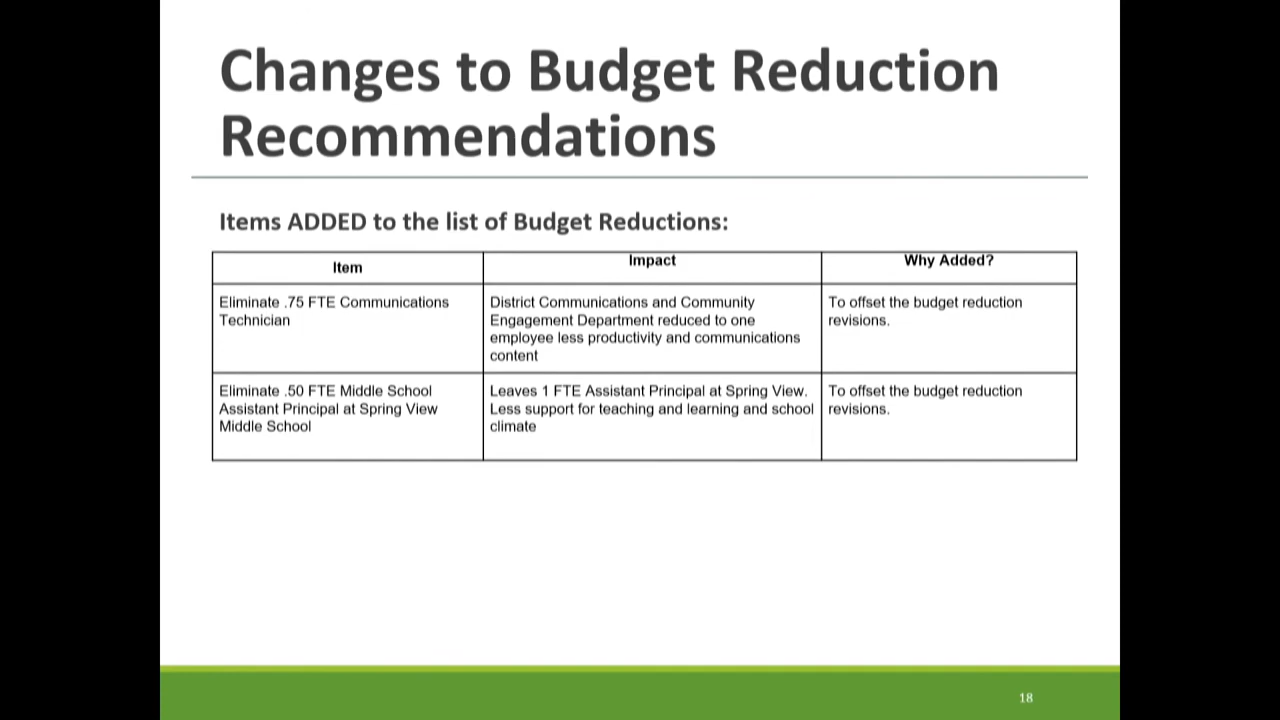 Changes to Budget Reduction
Recommendations
Items ADDED to the list of Budget Reductions:
Item
Impact
Why Added?
Eliminate .75 FTE Communications
Technician
District Communications and Community
Engagement Department reduced to one
employee less productivity and communications
content
To offset the budget reduction
revisions.
Eliminate .50 FTE Middle School
Assistant Principal at Spring View
Middle School
Leaves 1 FTE Assistant Principal at Spring View.
Less support for teaching and learning and school
climate
To offset the budget reduction
revisions.
18